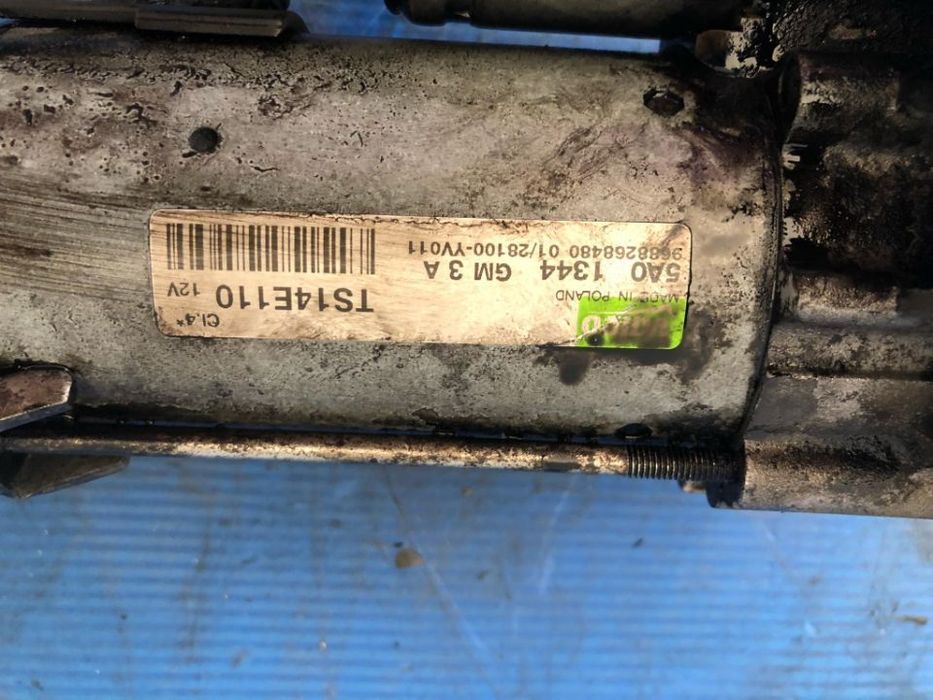 MADE IN POLAND
TS14E110 12V
Cl.4*
5A0 1344 GM 3 A
9688268480 01/28100-YV011